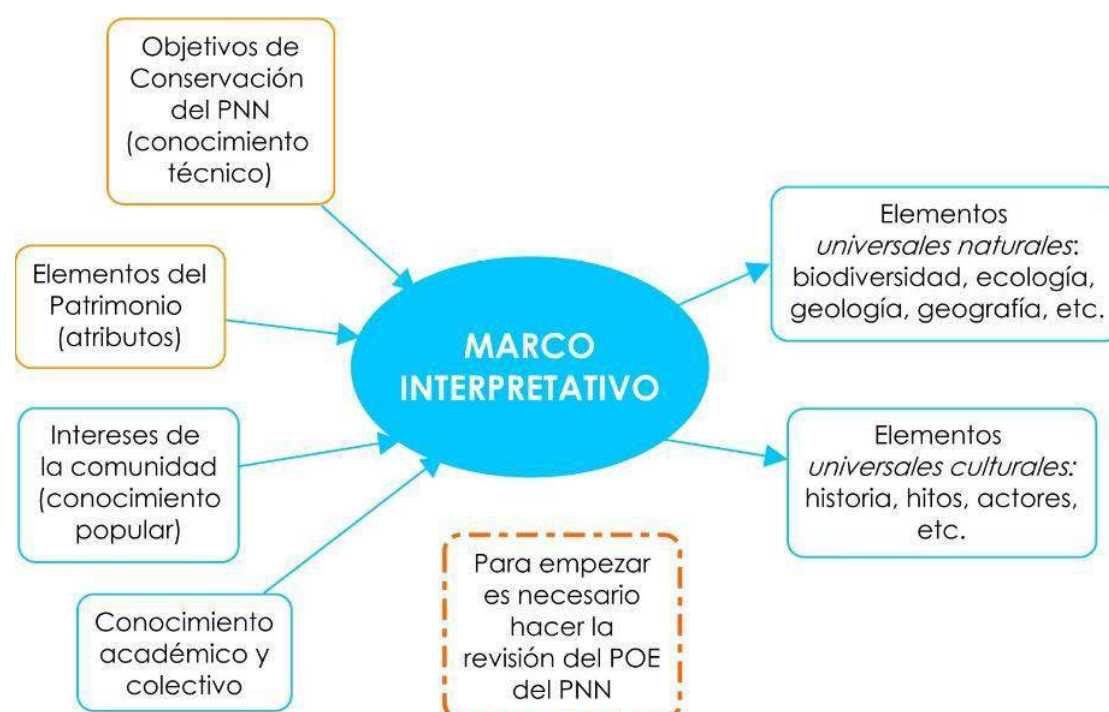 Objetivos de
Conservación
del PNN
(conocimiento
técnico)
Elementos del
Patrimonio
(atributos)
Intereses de
la comunidad
(conocimiento
popular)
Conocimiento
académico y
colectivo
MARCO
INTERPRETATIVO
Para empezar
es necesario
hacer la
revisión del POE
del PNN
Elementos
universales naturales:
biodiversidad, ecología,
geología, geografía, etc.
Elementos
universales culturales:
historia, hitos, actores,
etc.